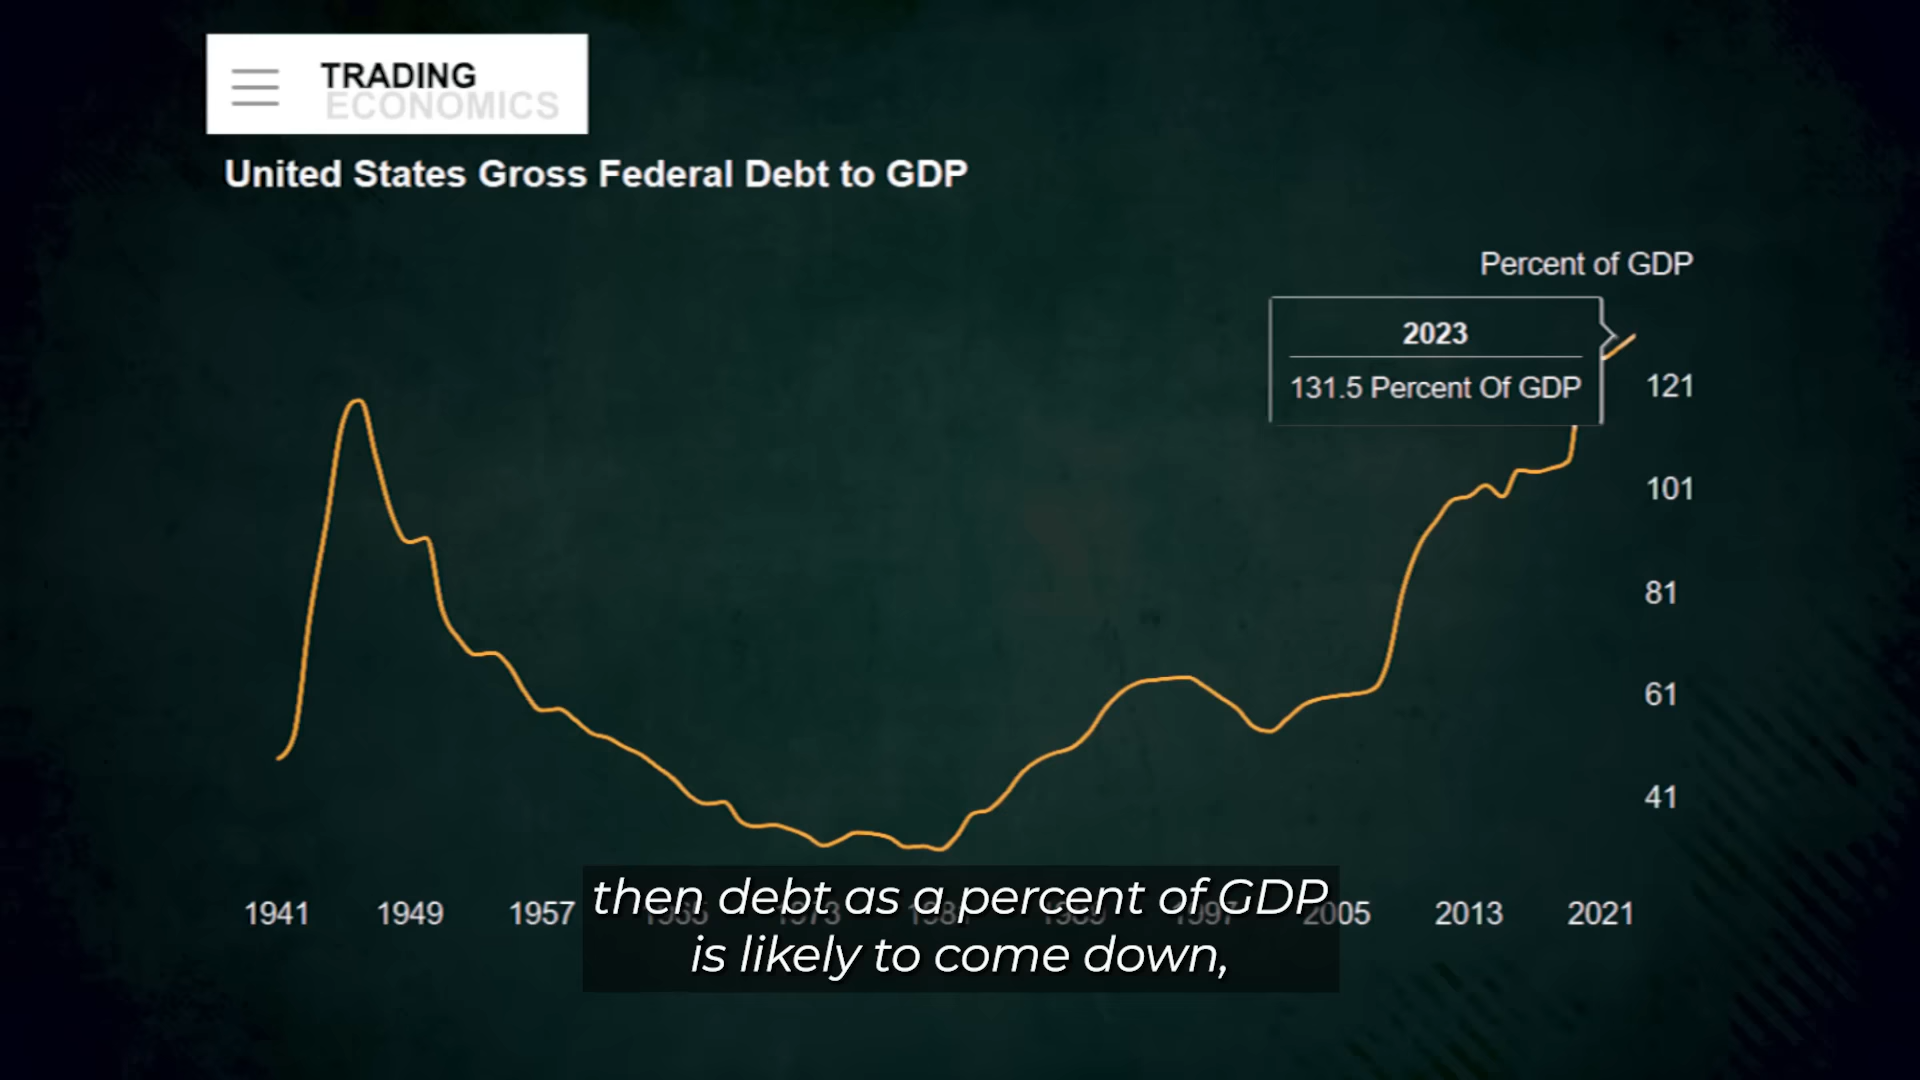 TRADING
ECONOMICS
United States Gross Federal Debt to GDP
Percent of GDP
2023
131.5 Percent Of GDP
121
101
81
61
41
1941 1949 1957 2005 2013 2021
then debt as a percent of GDP
is likely to come down,